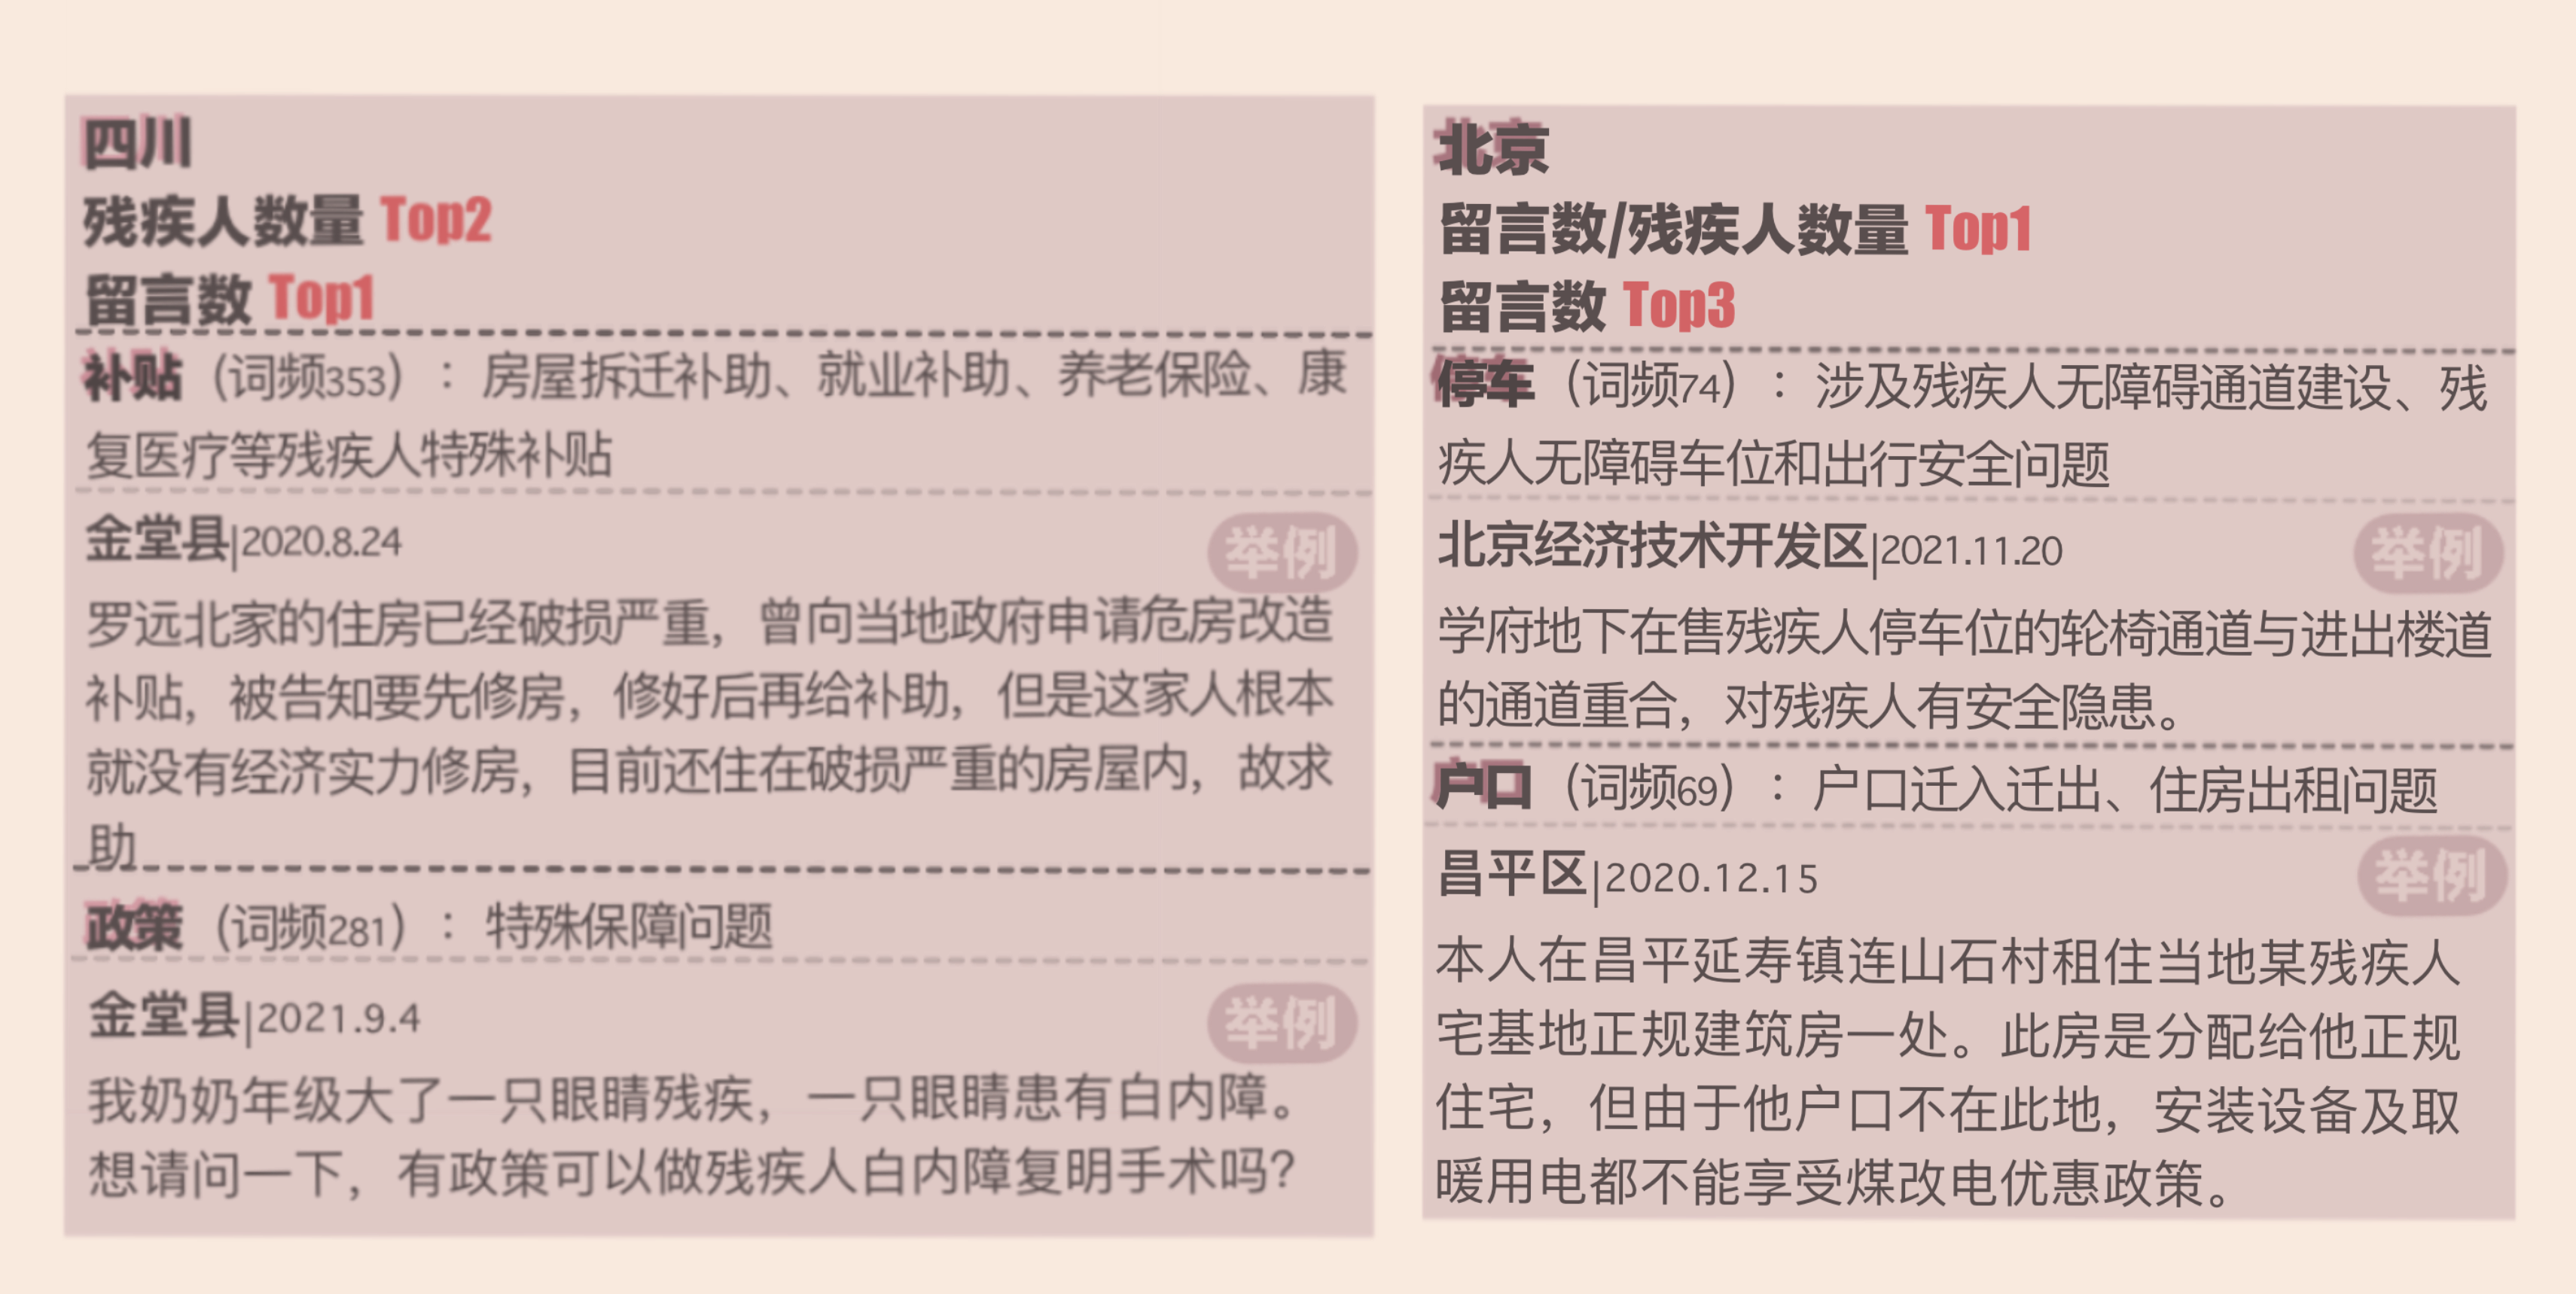 四川
残疾人数量 Top2
留言数 Top1
补贴（词频353）：房屋拆迁补助、就业补助、养老保险、康
复医疗等残疾人特殊补贴
金堂县|2020.8.24
举例
罗远北家的住房已经破损严重，曾向当地政府申请危房改造
补贴，被告知要先修房，修好后再给补助，但是这家人根本
就没有经济实力修房，目前还住在破损严重的房屋内，故求
助
政策（词频281）：特殊保障问题
金堂县|2021.9.4
举例
我奶奶年级大了一只眼睛残疾，一只眼睛患有白内障。
想请问一下，有政策可以做残疾人白内障复明手术吗？
北京
留言数/残疾人数量 Top1
留言数 Top3
停车（词频74）：涉及残疾人无障碍通道建设、残
疾人无障碍车位和出行安全问题
北京经济技术开发区|2021.11.20
举例
学府地下在售残疾人停车位的轮椅通道与进出楼道
的通道重合，对残疾人有安全隐患。
户口（词频69）：户口迁入迁出、住房出租问题
昌平区|2020.12.15
举例
本人在昌平延寿镇连山石村租住当地某残疾人
宅基地正规建筑房一处。此房是分配给他正规
住宅，但由于他户口不在此地，安装设备及取
暖用电都不能享受煤改电优惠政策。